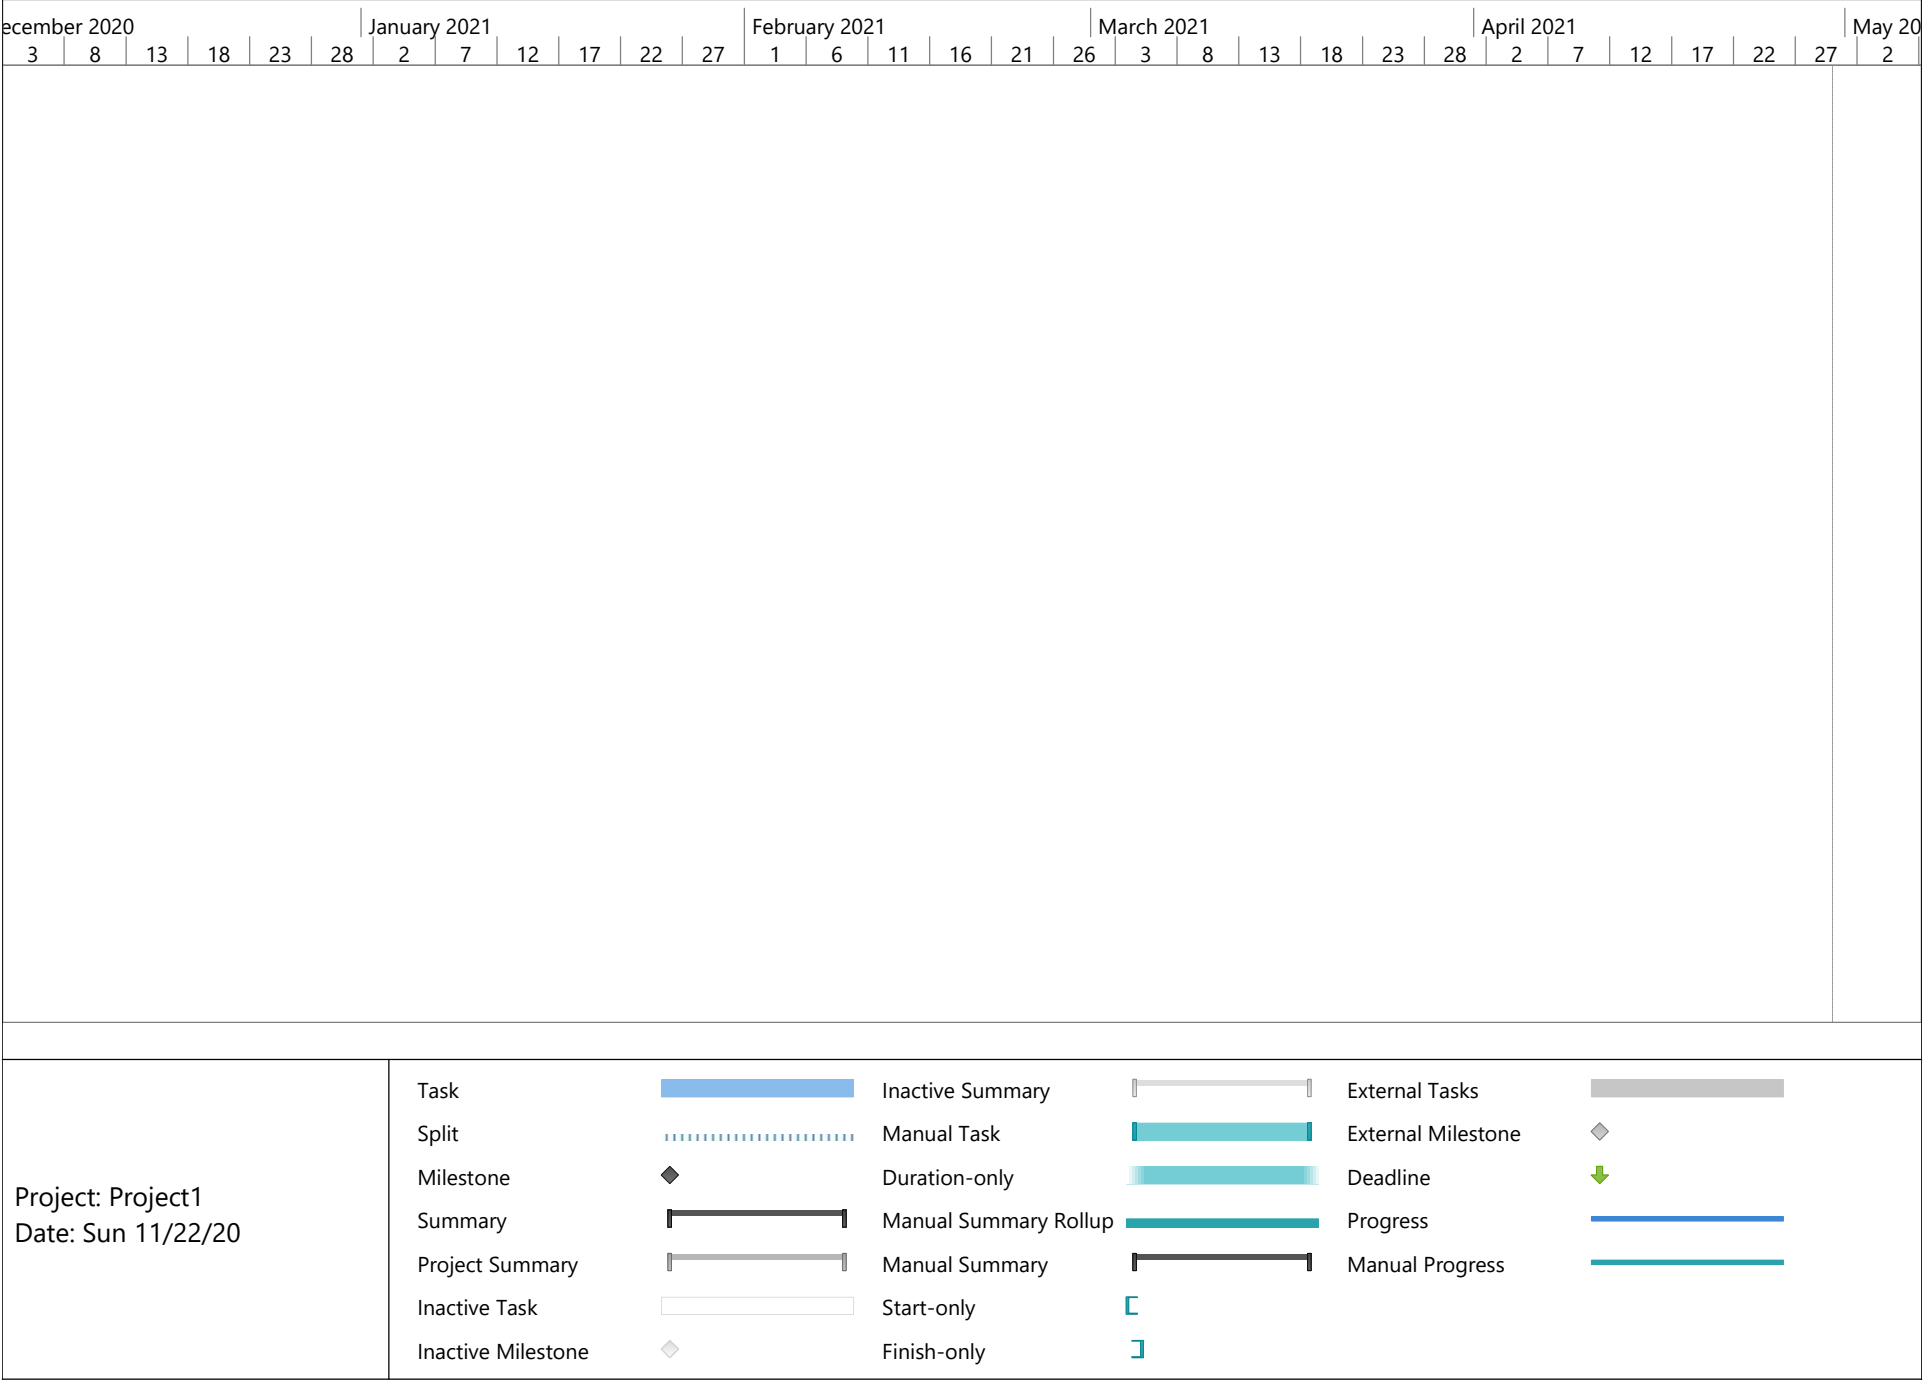 ecember 2020 January 2021 February 2021 March 2021 April 2021 May 20
3 8 13 18 23 28 2 7 12 17 22 27 1 6 11 16 21 26 3 8 13 18 23 28 2 7 12 17 22 27 2
Project: Project1
Date: Sun 11/22/20
Task
Split
Milestone
Summary
Project Summary
Inactive Task
Inactive Milestone
Inactive Summary
Manual Task
Duration-only
Manual Summary Rollup
Manual Summary
Start-only
Finish-only
External Tasks
External Milestone
Deadline
Progress
Manual Progress